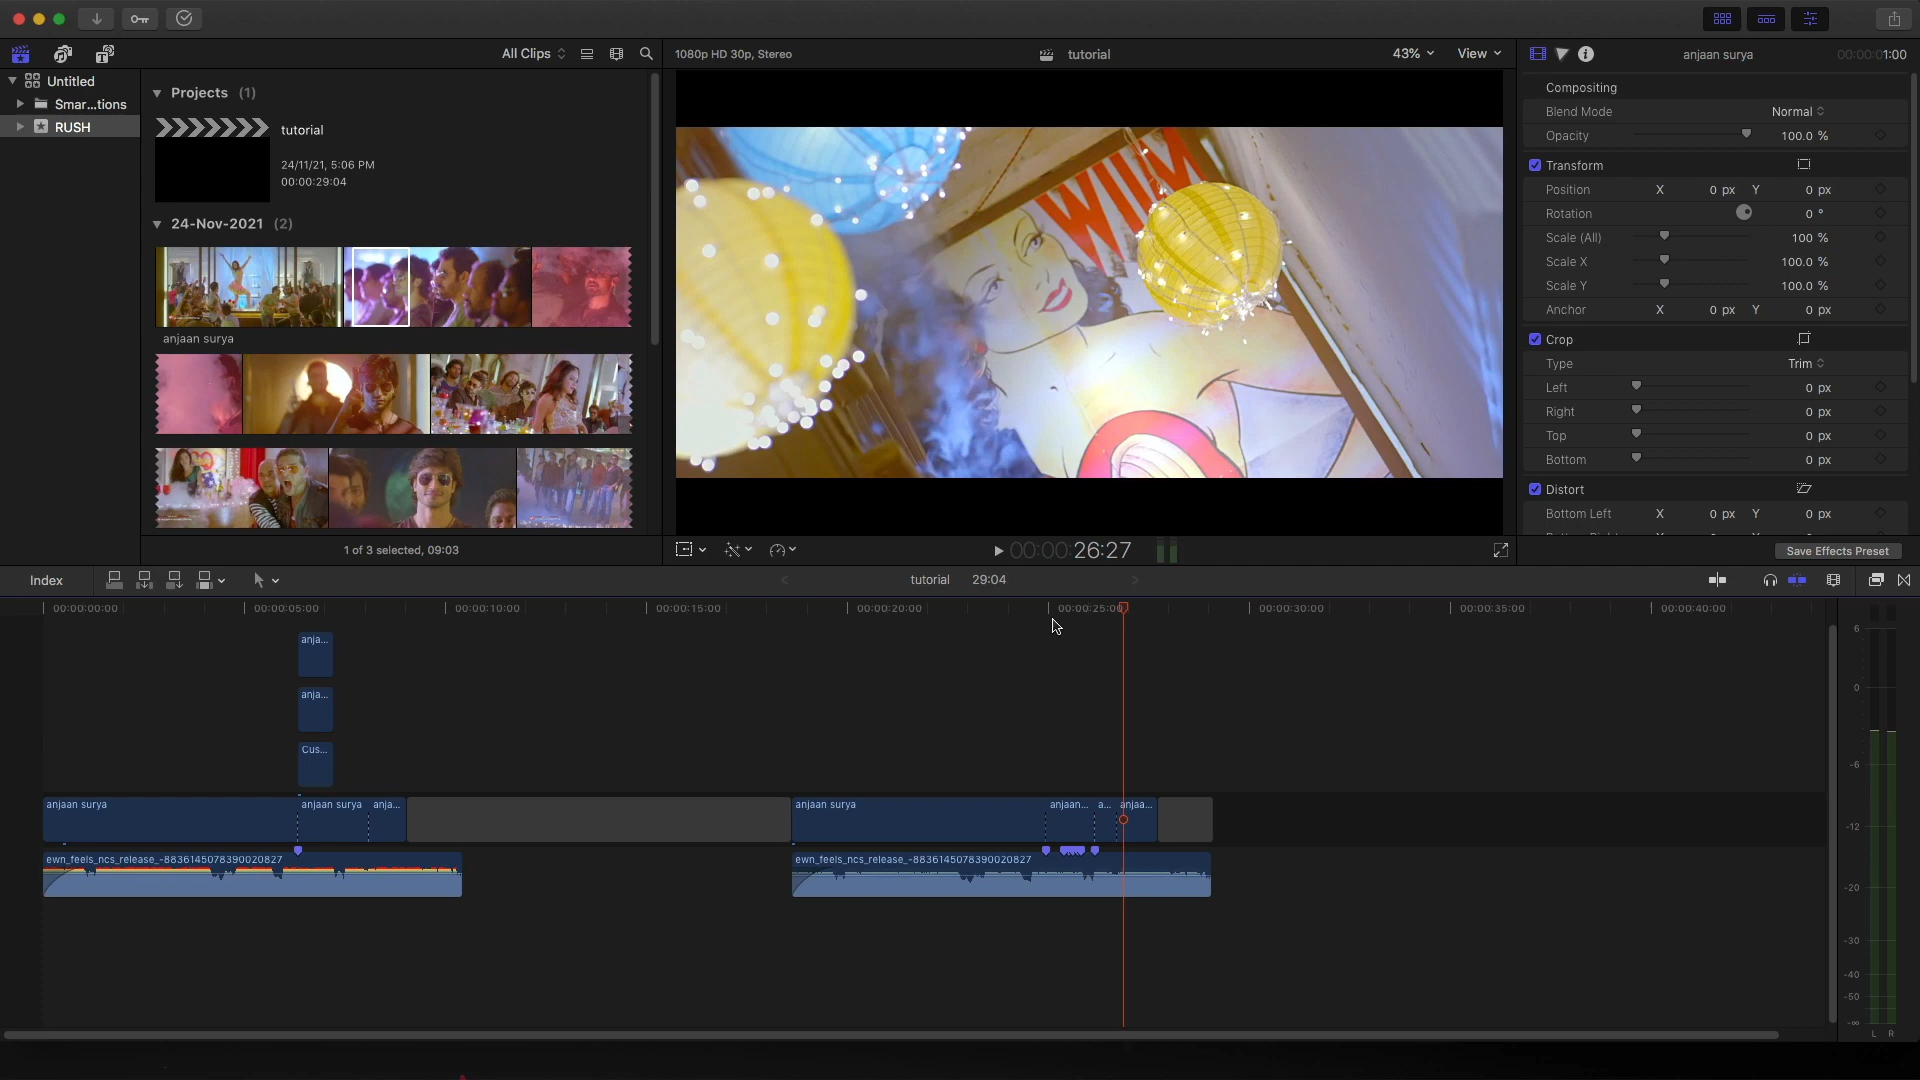 All Clips
1080p HD 30p, Stereo
tutorial
43%
View
anjaan surya
00:00:01:00
Untitled
Smar...tions
RUSH
Projects (1)
tutorial
24/11/21, 5:06 PM
00:00:29:04
24-Nov-2021 (2)
anjaan surya
1 of 3 selected, 09:03
00:00:26:27
Compositing
Blend Mode Normal
Opacity 100.0 %
Transform
Position X 0 px Y 0 px
Rotation 0 °
Scale (All) 100 %
Scale X 100.0 %
Scale Y 100.0 %
Anchor X 0 px Y 0 px
Crop
Type Trim
Left 0 px
Right 0 px
Top 0 px
Bottom 0 px
Distort
Bottom Left X 0 px Y 0 px
Save Effects Preset
Index
tutorial 29:04
00:00:00:00 00:00:05:00 00:00:10:00 00:00:15:00 00:00:20:00 00:00:25:00 00:00:30:00 00:00:35:00 00:00:40:00
anja...
anja...
Cus...
anjaan surya anjaan surya anja... anjaan surya anjaan... a... anjaa...
ewn_feels_ncs_release_-8836145078390020827 ewn_feels_ncs_release_-8836145078390020827
6
0
-6
-12
-20
-30
-40
-50
-∞
L R